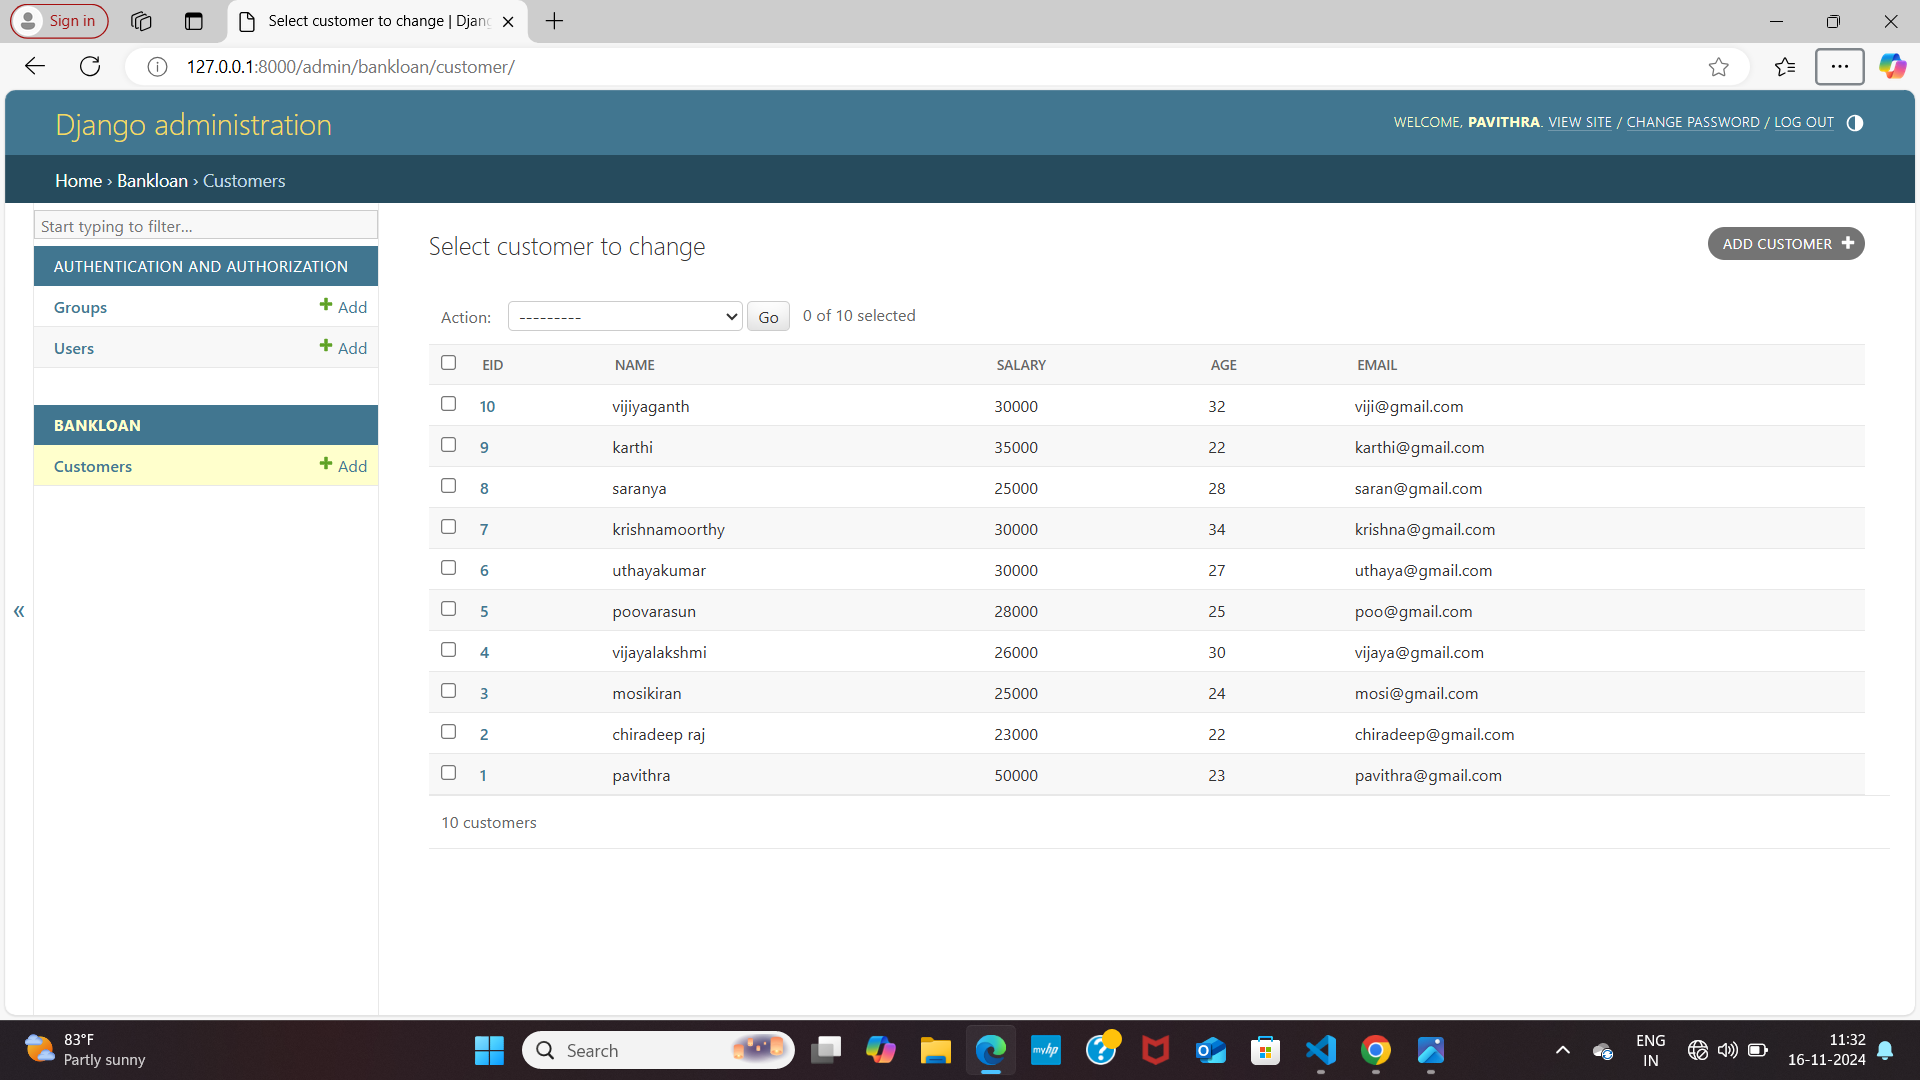 Sign in
Select customer to change | Djan
127.0.0.1:8000/admin/bankloan/customer/
Django administration
WELCOME, PAVITHRA. VIEW SITE / CHANGE PASSWORD / LOG OUT
Home › Bankloan › Customers
Start typing to filter...
AUTHENTICATION AND AUTHORIZATION
Groups + Add
Users + Add
BANKLOAN
Customers + Add
«
Select customer to change
ADD CUSTOMER +
Action: --------- Go 0 of 10 selected
EID NAME SALARY AGE EMAIL
10 vijiyaganth 30000 32 viji@gmail.com
9 karthi 35000 22 karthi@gmail.com
8 saranya 25000 28 saran@gmail.com
7 krishnamoorthy 30000 34 krishna@gmail.com
6 uthayakumar 30000 27 uthaya@gmail.com
5 poovarasun 28000 25 poo@gmail.com
4 vijayalakshmi 26000 30 vijaya@gmail.com
3 mosikiran 25000 24 mosi@gmail.com
2 chiradeep raj 23000 22 chiradeep@gmail.com
1 pavithra 50000 23 pavithra@gmail.com
10 customers
83°F
Partly sunny
Search
myhp
ENG
IN
11:32
16-11-2024